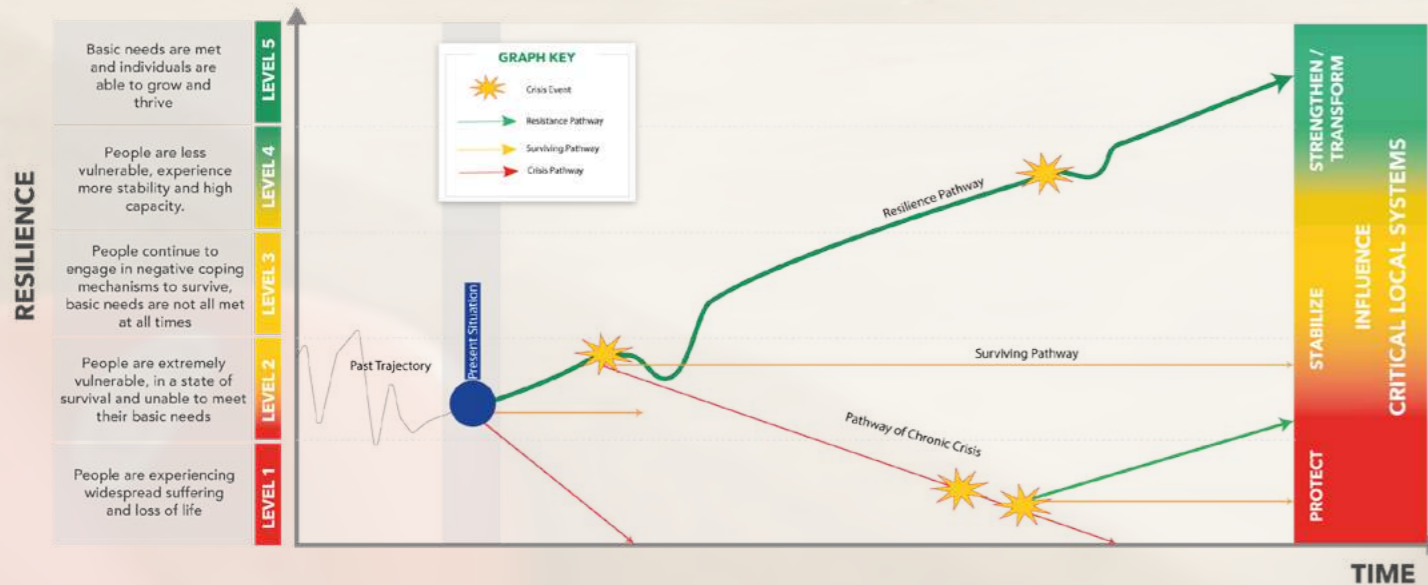 RESILIENCE
Basic needs are met
and individuals are
able to grow and
thrive
LEVEL 5
People are less
vulnerable, experience
more stability and high
capacity.
LEVEL 4
People continue to
engage in negative coping
mechanisms to survive,
basic needs are not all met
at all times
LEVEL 3
People are extremely
vulnerable, in a state of
survival and unable to meet
their basic needs
LEVEL 2
People are experiencing
widespread suffering
and loss of life
LEVEL 1
GRAPH KEY
Crisis Event
Resistance Pathway
Surviving Pathway
Crisis Pathway
Past Trajectory
Present Situation
Resilience Pathway
Surviving Pathway
Pathway of Chronic Crisis
STRENGTHEN /
TRANSFORM
STABILIZE
PROTECT
INFLUENCE
CRITICAL LOCAL SYSTEMS
TIME